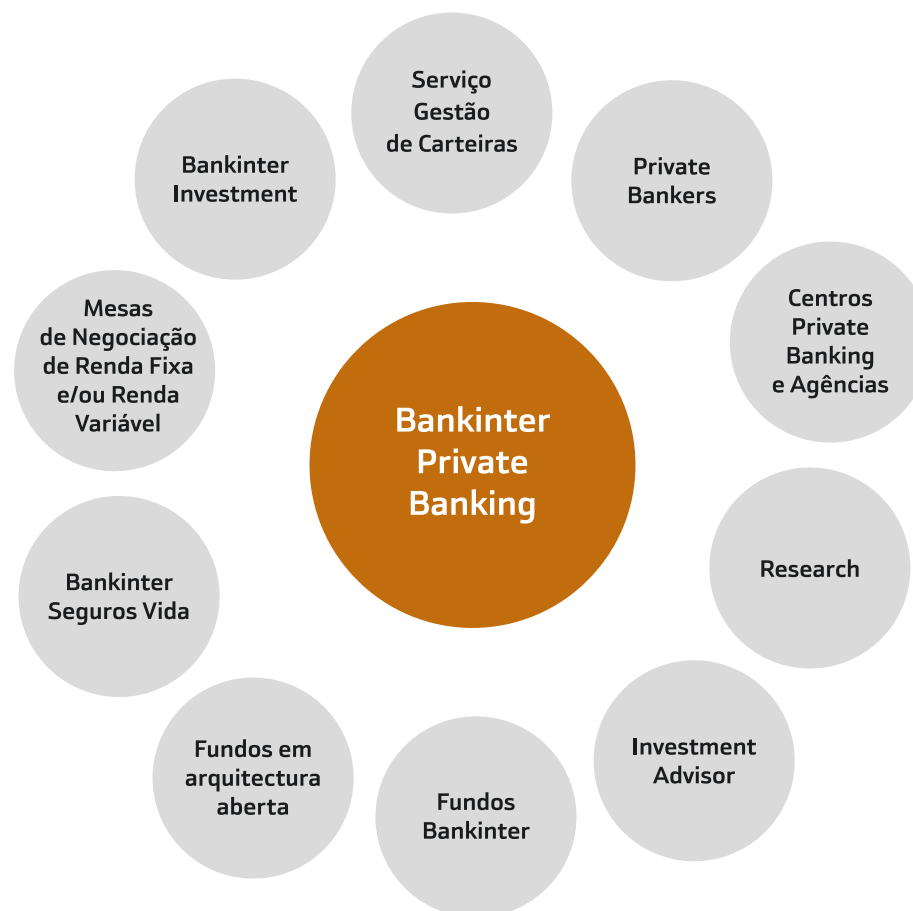 Serviço
Gestão
de Carteiras
Private
Bankers
Centros
Private
Banking
e Agências
Research
Investment
Advisor
Fundos
Bankinter
Fundos em
arquitectura
aberta
Bankinter
Seguros Vida
Mesas
de Negociação
de Renda Fixa
e/ou Renda
Variável
Bankinter
Investment
Bankinter
Private
Banking